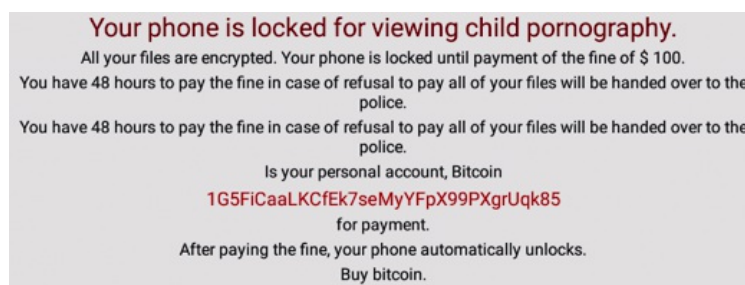 Your phone is locked for viewing child pornography.
All your files are encrypted. Your phone is locked until payment of the fine of $ 100.
You have 48 hours to pay the fine in case of refusal to pay all of your files will be handed over to the
police.
You have 48 hours to pay the fine in case of refusal to pay all of your files will be handed over to the
police.
Is your personal account, Bitcoin
1G5FiCaaLKCfEk7seMyYFpX99PXgrUqk85
for payment.
After paying the fine, your phone automatically unlocks.
Buy bitcoin.